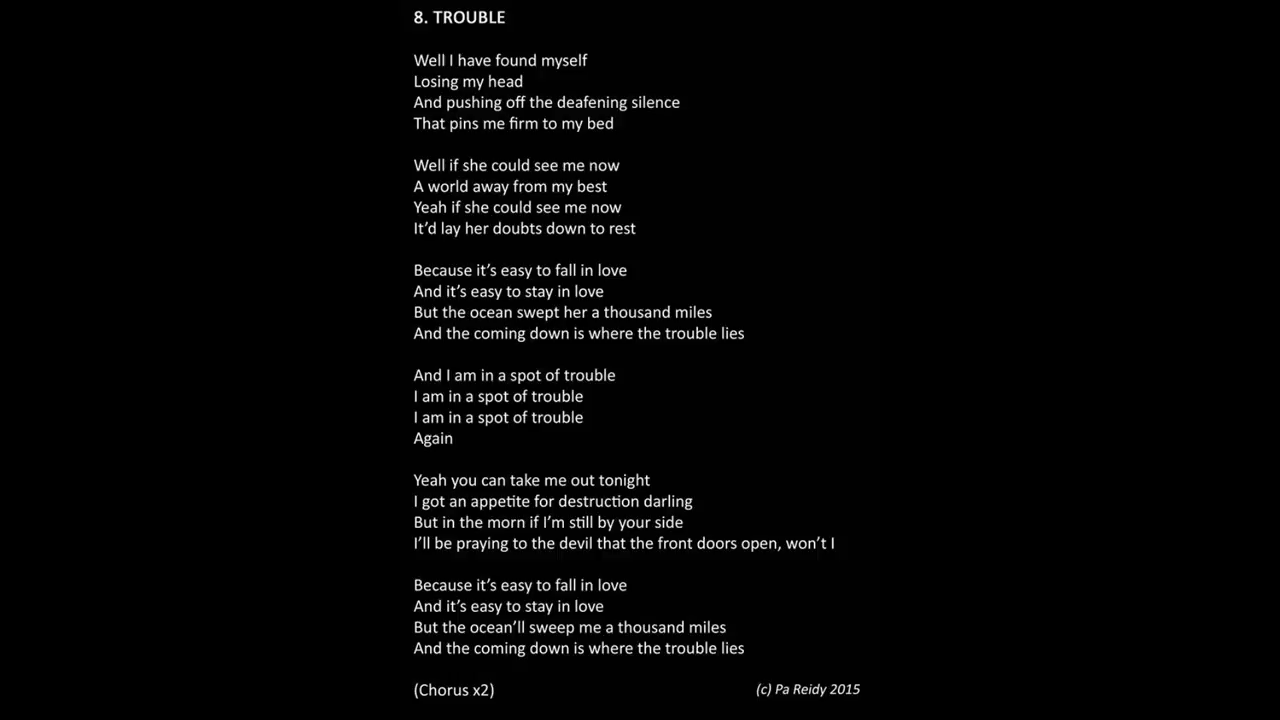 8. TROUBLE
Well I have found myself
Losing my head
And pushing off the deafening silence
That pins me firm to my bed
Well if she could see me now
A world away from my best
Yeah if she could see me now
It’d lay her doubts down to rest
Because it’s easy to fall in love
And it’s easy to stay in love
But the ocean swept her a thousand miles
And the coming down is where the trouble lies
And I am in a spot of trouble
I am in a spot of trouble
I am in a spot of trouble
Again
Yeah you can take me out tonight
I got an appetite for destruction darling
But in the morn if I’m still by your side
I’ll be praying to the devil that the front doors open, won’t I
Because it’s easy to fall in love
And it’s easy to stay in love
But the ocean’ll sweep me a thousand miles
And the coming down is where the trouble lies
(Chorus x2)
(c) Pa Reidy 2015